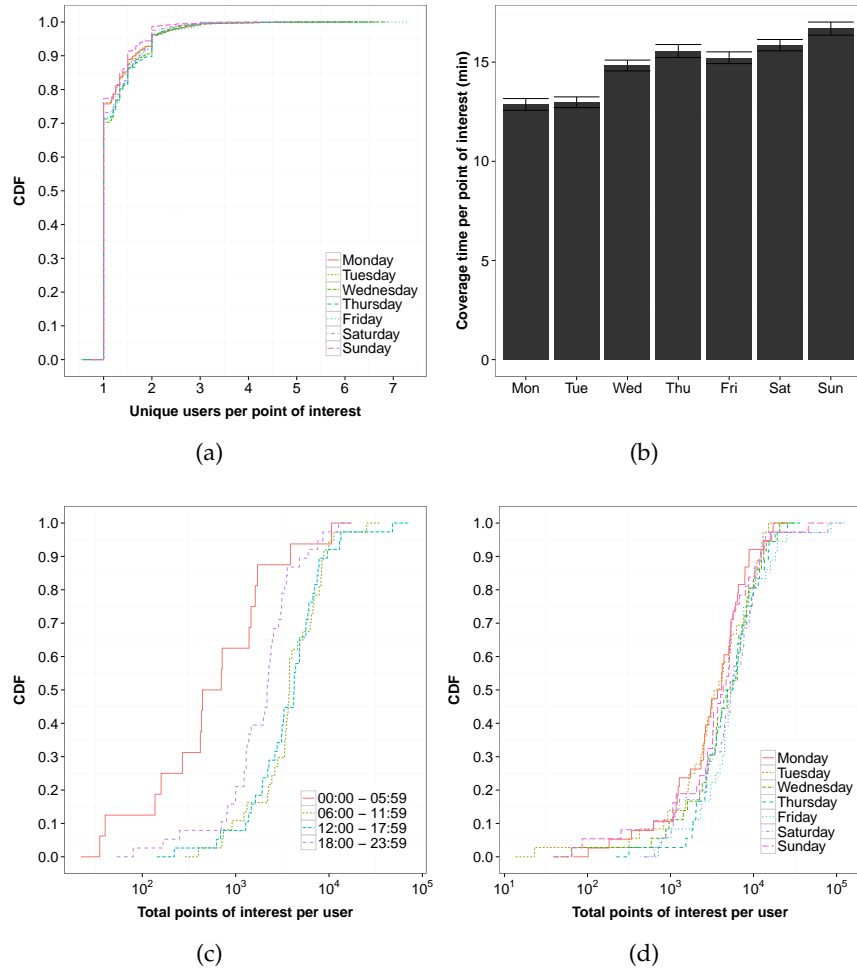 1.0
0.9
0.8
0.7
0.6
0.5
0.4
0.3
0.2
0.1
0.0
CDF
Monday
Tuesday
Wednesday
Thursday
Friday
Saturday
Sunday
1 2 3 4 5 6 7
Unique users per point of interest
(a)
15
10
5
0
Coverage time per point of interest (min)
Mon Tue Wed Thu Fri Sat Sun
(b)
1.0
0.9
0.8
0.7
0.6
0.5
0.4
0.3
0.2
0.1
0.0
CDF
00:00 − 05:59
06:00 − 11:59
12:00 − 17:59
18:00 − 23:59
10² 10³ 10⁴ 10⁵
Total points of interest per user
(c)
1.0
0.9
0.8
0.7
0.6
0.5
0.4
0.3
0.2
0.1
0.0
CDF
Monday
Tuesday
Wednesday
Thursday
Friday
Saturday
Sunday
10¹ 10² 10³ 10⁴ 10⁵
Total points of interest per user
(d)